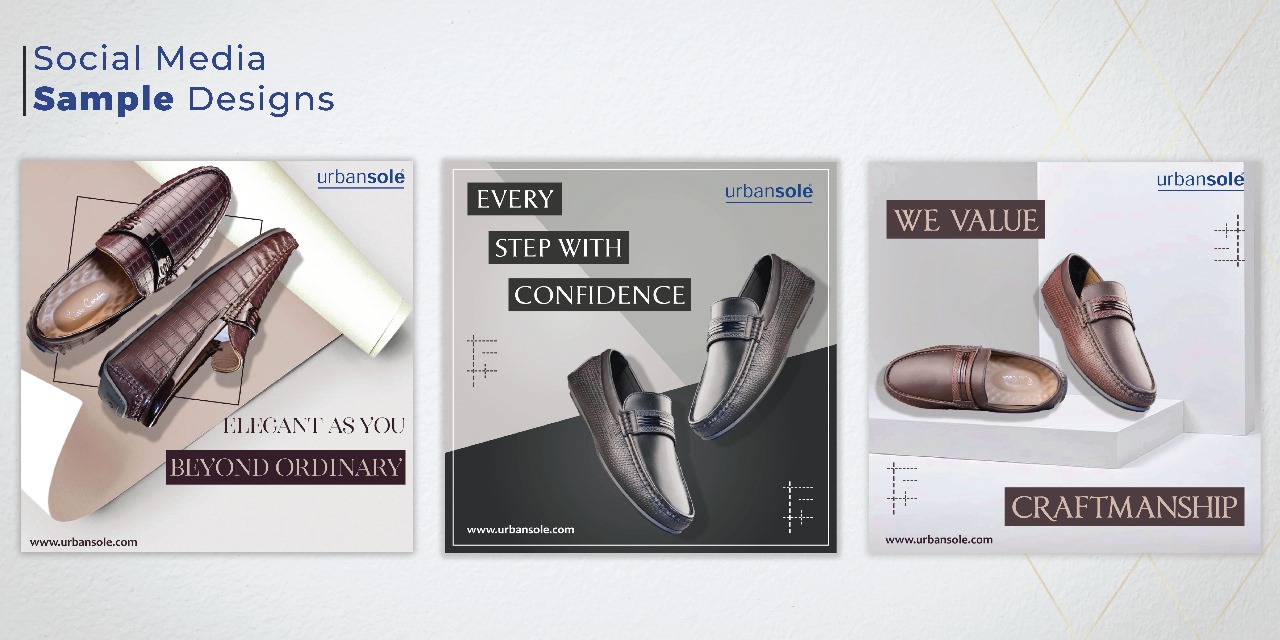 Social Media
Sample Designs
urbansole
ELEGANT AS YOU
BEYOND ORDINARY
www.urbansole.com
urbansole
EVERY
STEP WITH
CONFIDENCE
www.urbansole.com
urbansole
WE VALUE
CRAFTMANSHIP
www.urbansole.com